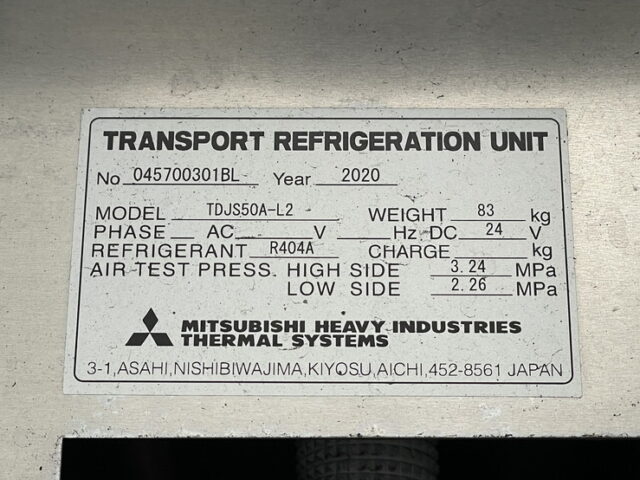 TRANSPORT REFRIGERATION UNIT
No 045700301BL Year 2020
MODEL TDJS50A-L2 WEIGHT 83 kg
PHASE AC V Hz DC 24 V
REFRIGERANT R404A CHARGE kg
AIR TEST PRESS. HIGH SIDE 3.24 MPa
LOW SIDE 2.26 MPa
MITSUBISHI HEAVY INDUSTRIES
THERMAL SYSTEMS
3-1,ASAHI,NISHIBIWAJIMA,KIYOSU,AICHI,452-8561 JAPAN